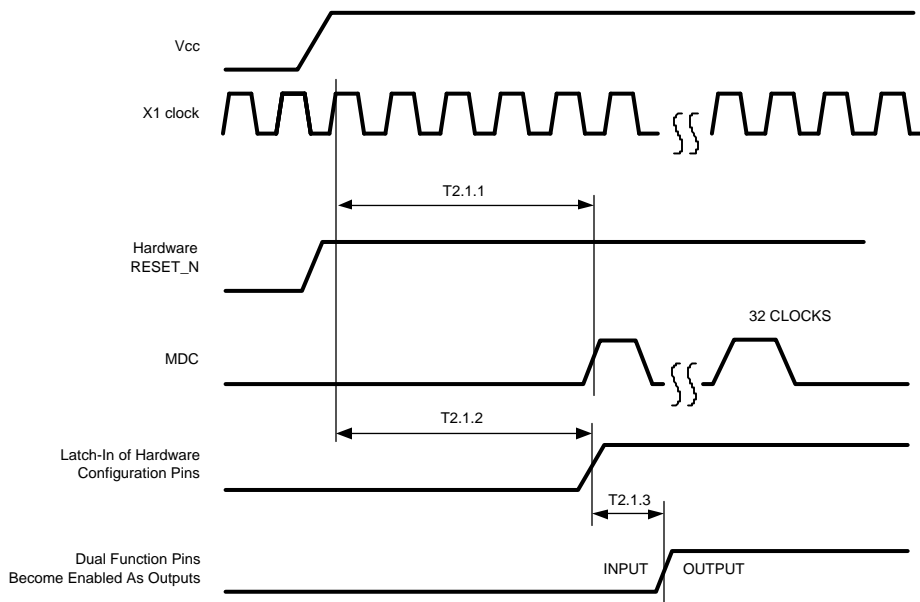 Vcc
X1 clock
T2.1.1
Hardware
RESET_N
32 CLOCKS
MDC
T2.1.2
Latch-In of Hardware
Configuration Pins
T2.1.3
Dual Function Pins
Become Enabled As Outputs
INPUT
OUTPUT